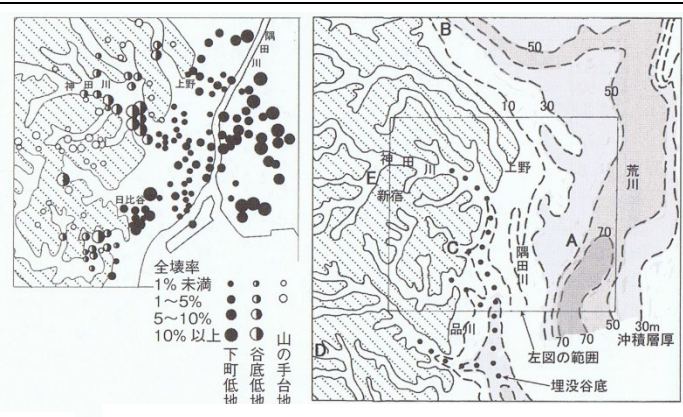 隅田川
神田川
上野
日比谷
全壊率
1% 未満
1～5%
5～10%
10% 以上
下町低地
谷底低地
山の手台地
B
50
50
10
30
荒川
神田川
上野
E
新宿
70
A
C
隅田川
品川
D
70
70
50
30m
沖積層厚
左図の範囲
埋没谷底